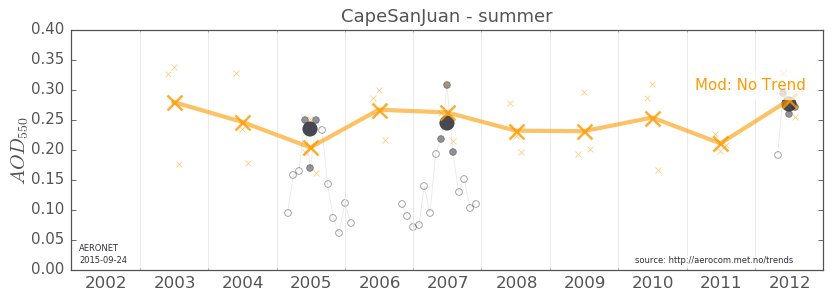 CapeSanJuan - summer
0.40
0.35
0.30
0.25
0.20
0.15
0.10
0.05
0.00
AOD550
Mod: No Trend
AERONET
2015-09-24
source: http://aerocom.met.no/trends
2002 2003 2004 2005 2006 2007 2008 2009 2010 2011 2012